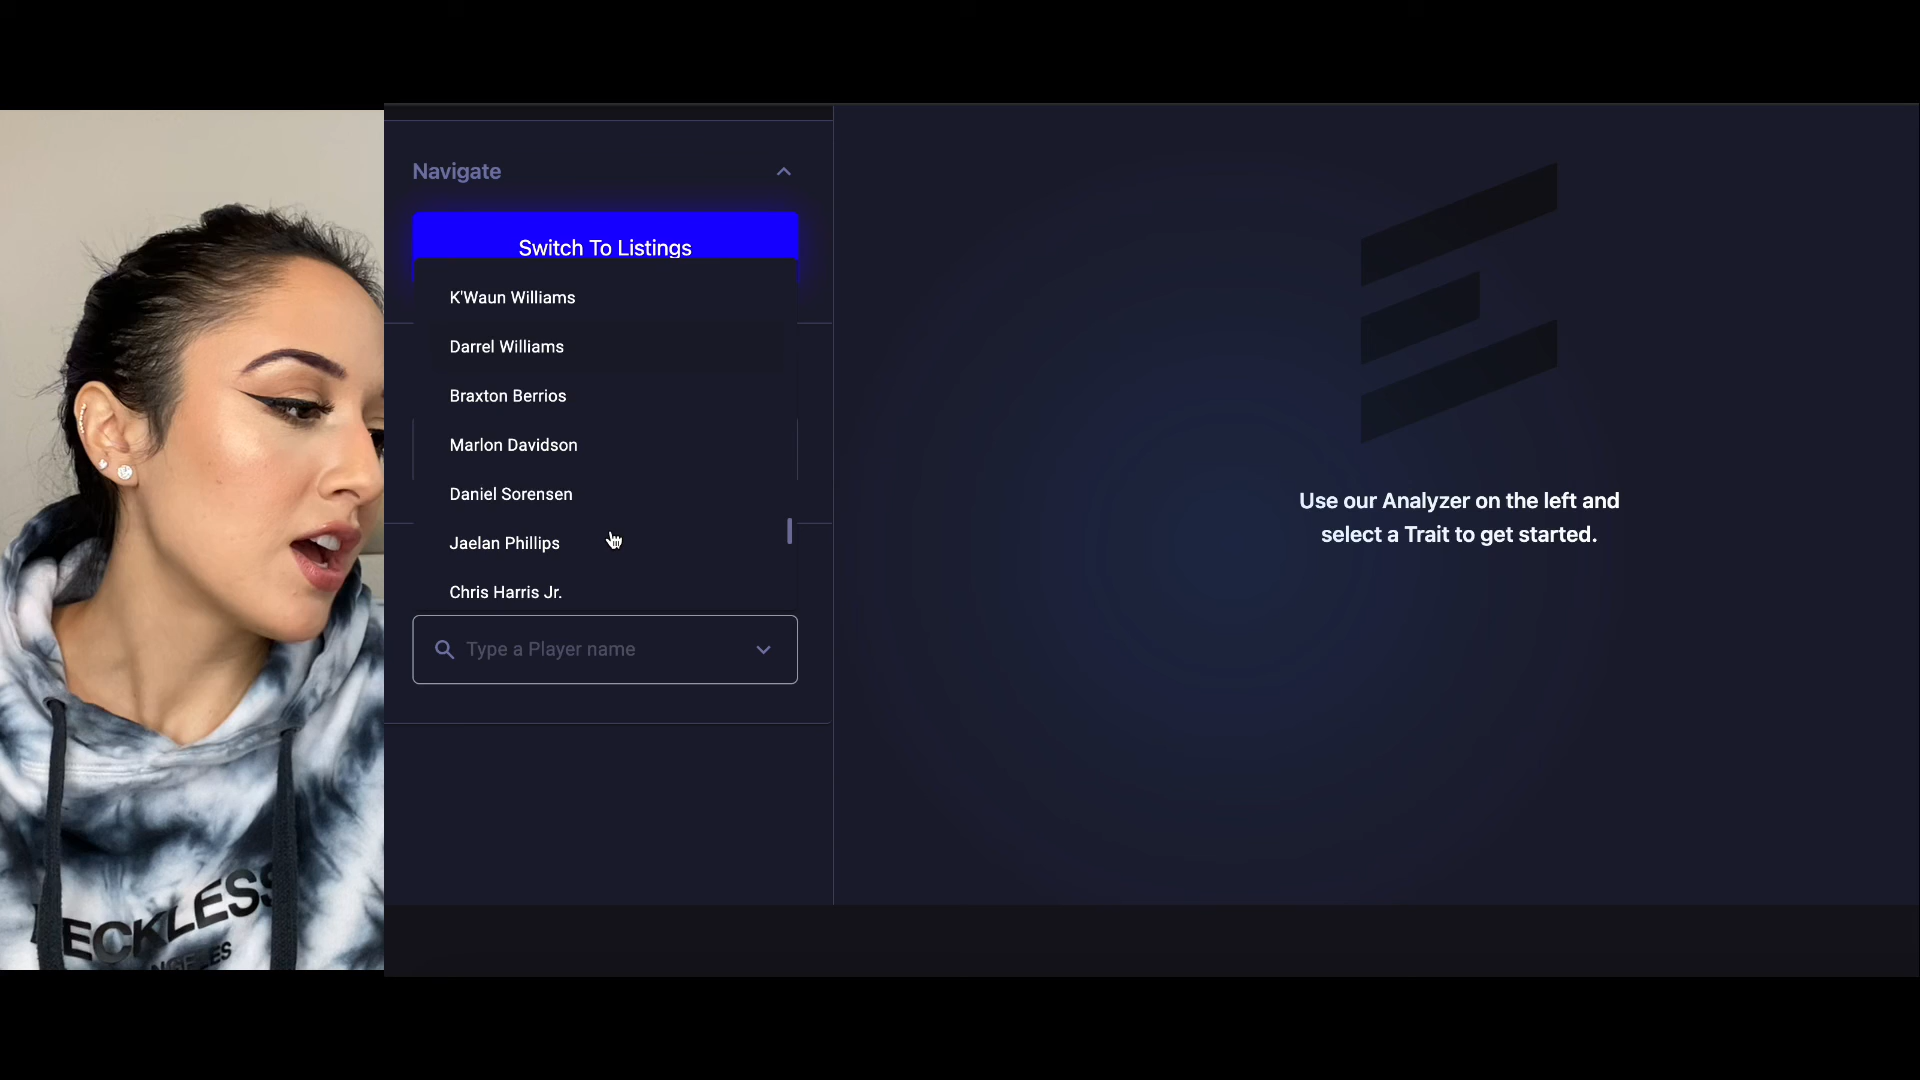 Navigate
Switch To Listings
K'Waun Williams
Darrel Williams
Braxton Berrios
Marlon Davidson
Daniel Sorensen
Jaelan Phillips
Chris Harris Jr.
Type a Player name
Use our Analyzer on the left and
select a Trait to get started.
RECKLESS